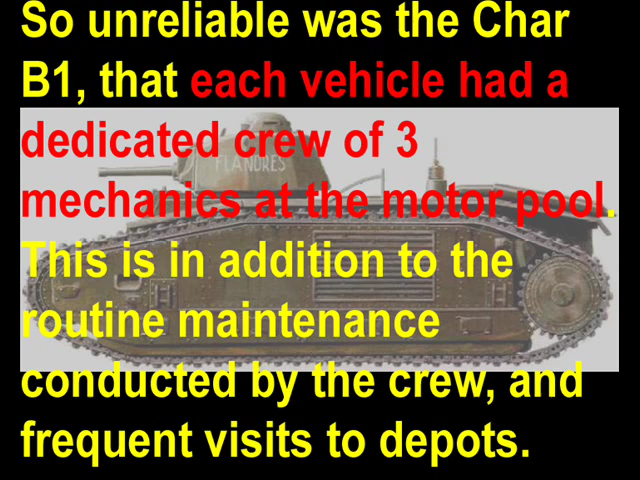 So unreliable was the Char
B1, that each vehicle had a
dedicated crew of 3
FLANDRES
mechanics at the motor pool.
This is in addition to the
routine maintenance
conducted by the crew, and
frequent visits to depots.